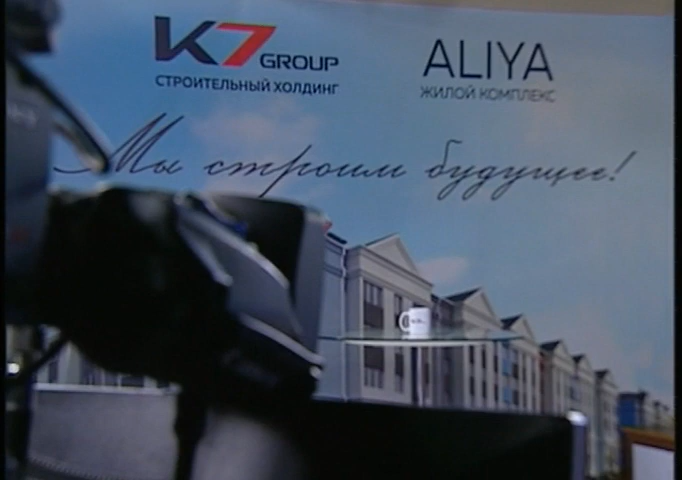 K7 GROUP
СТРОИТЕЛЬНЫЙ ХОЛДИНГ
ALIYA
ЖИЛОЙ КОМПЛЕКС
Мы строим будущее!